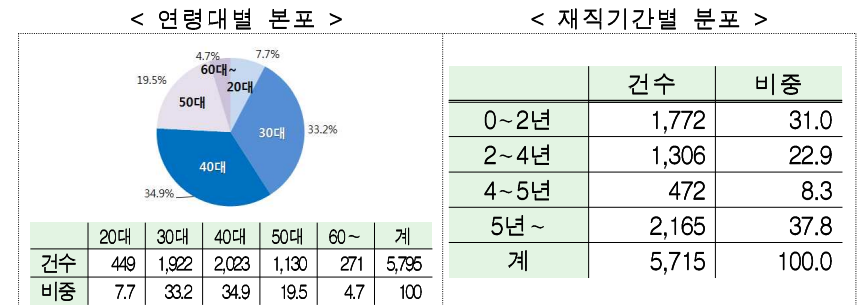 < 연령대별 본포 >
4.7%
7.7%
60대~
20대
19.5%
50대
30대
33.2%
40대
34.9%
20대 30대 40대 50대 60~ 계
건수 449 1,922 2,023 1,130 271 5,795
비중 7.7 33.2 34.9 19.5 4.7 100
< 재직기간별 분포 >
건수 비중
0~2년 1,772 31.0
2~4년 1,306 22.9
4~5년 472 8.3
5년~ 2,165 37.8
계 5,715 100.0